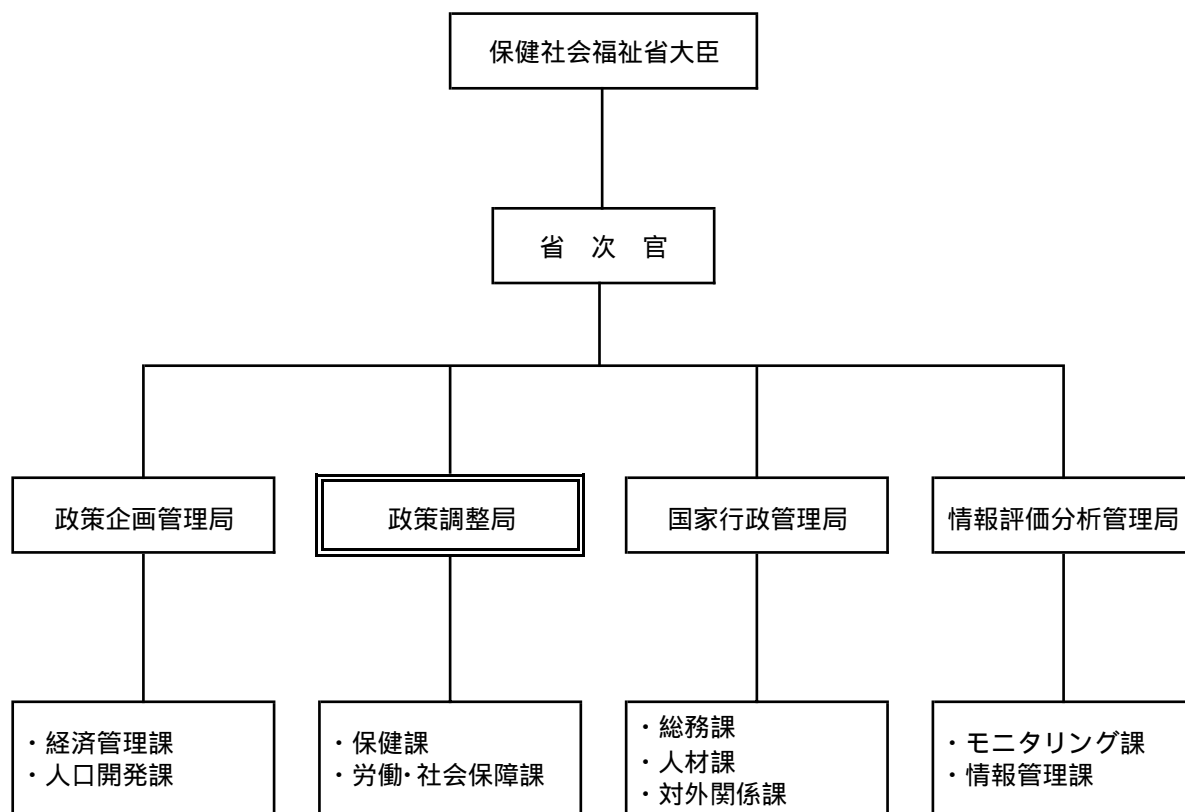 保健社会福祉省大臣
省 次 官
政策企画管理局
政策調整局
国家行政管理局
情報評価分析管理局
・経済管理課
・人口開発課
・保健課
・労働・社会保障課
・総務課
・人材課
・対外関係課
・モニタリング課
・情報管理課